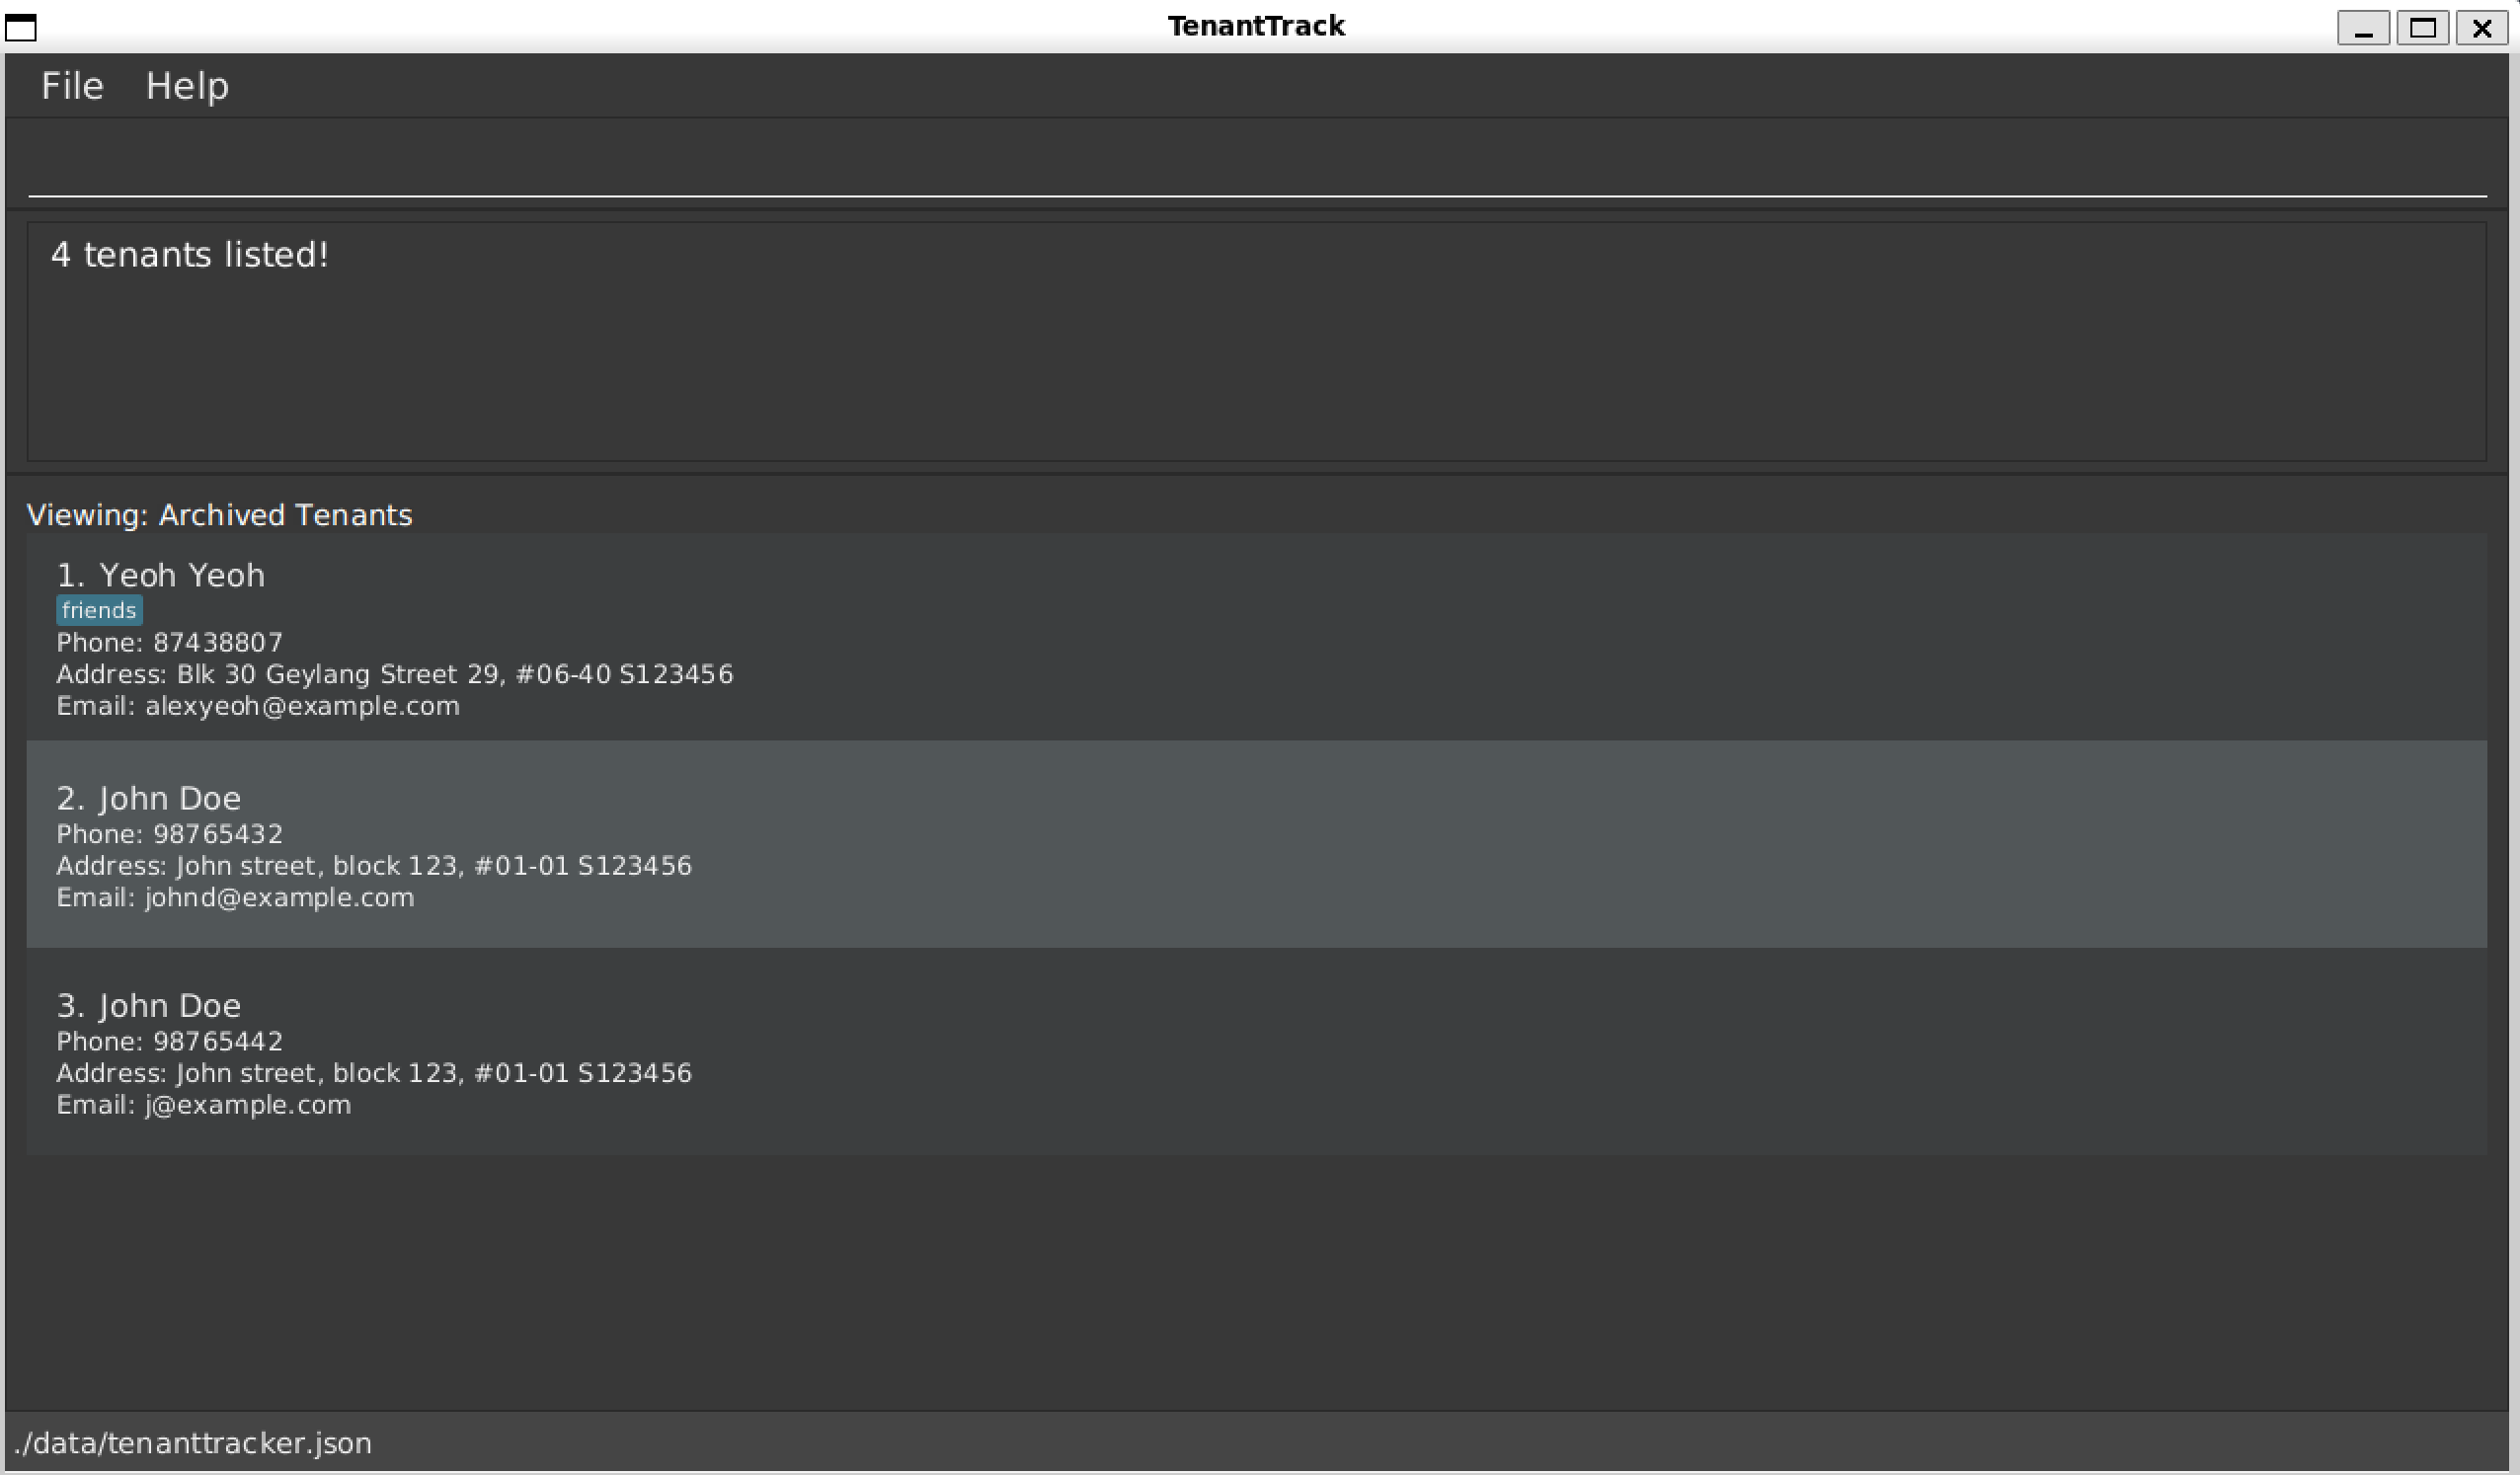 TenantTrack
File Help
4 tenants listed!
Viewing: Archived Tenants
1. Yeoh Yeoh
friends
Phone: 87438807
Address: Blk 30 Geylang Street 29, #06-40 S123456
Email: alexyeoh@example.com
2. John Doe
Phone: 98765432
Address: John street, block 123, #01-01 S123456
Email: johnd@example.com
3. John Doe
Phone: 98765442
Address: John street, block 123, #01-01 S123456
Email: j@example.com
./data/tenanttracker.json